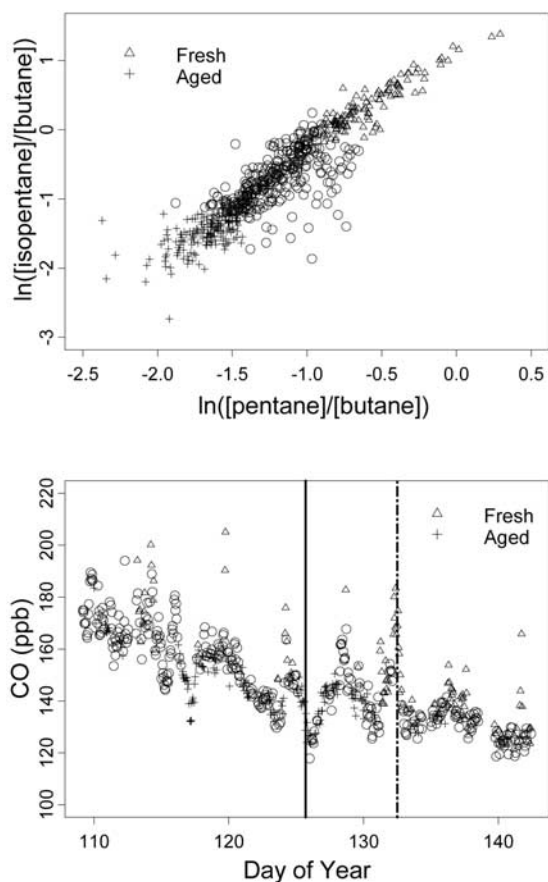 Fresh
Aged
ln([isopentane]/[butane])
1
0
-1
-2
-3
-2.5 -2.0 -1.5 -1.0 -0.5 0.0 0.5
ln([pentane]/[butane])
Fresh
Aged
CO (ppb)
220
200
180
160
140
120
100
110 120 130 140
Day of Year